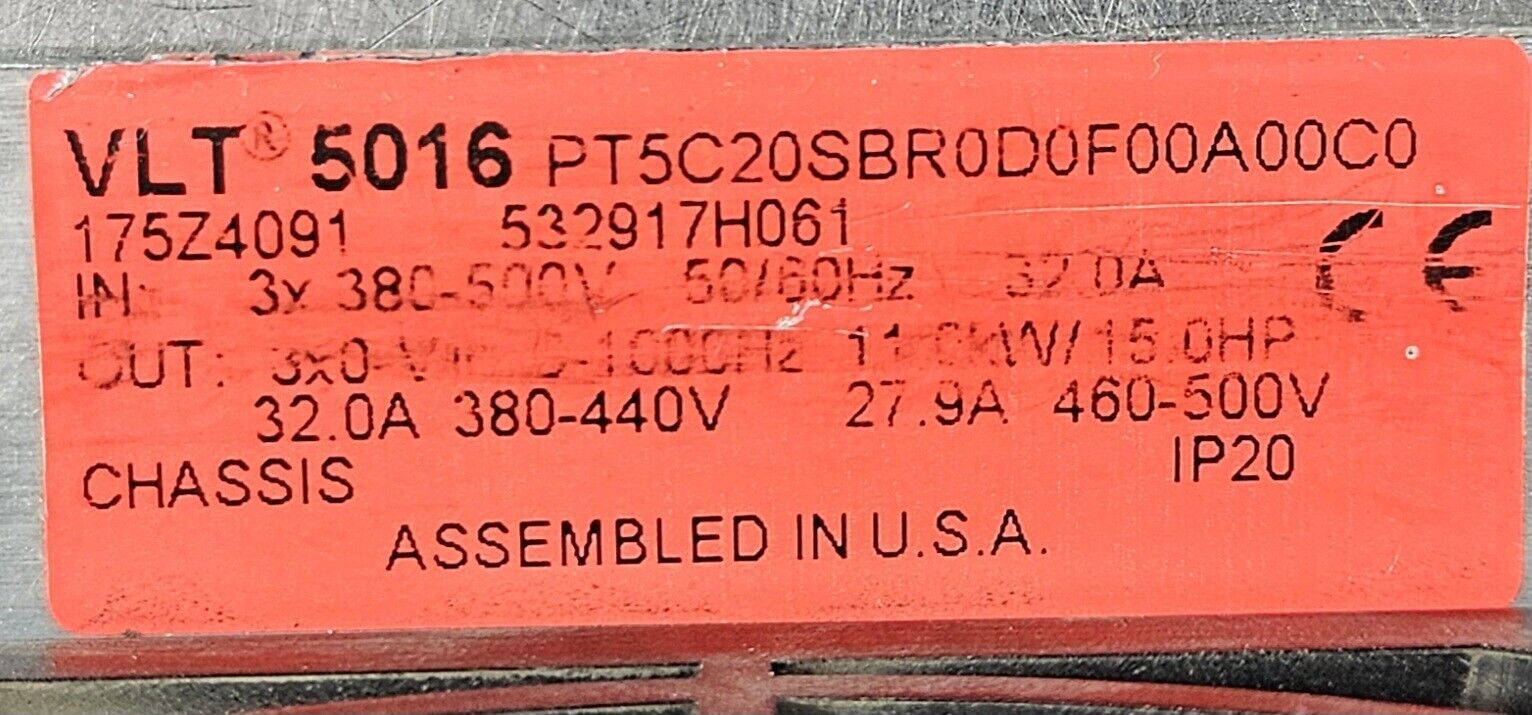 VLT® 5016 PT5C20SBR0D0F00A00C0
175Z4091 532917H061
IN: 3x 380-500V 50/60Hz 32.0A CE
OUT: 3x0-Vin 0-1000Hz 11.0kW/15.0HP
32.0A 380-440V 27.9A 460-500V
CHASSIS IP20
ASSEMBLED IN U.S.A.